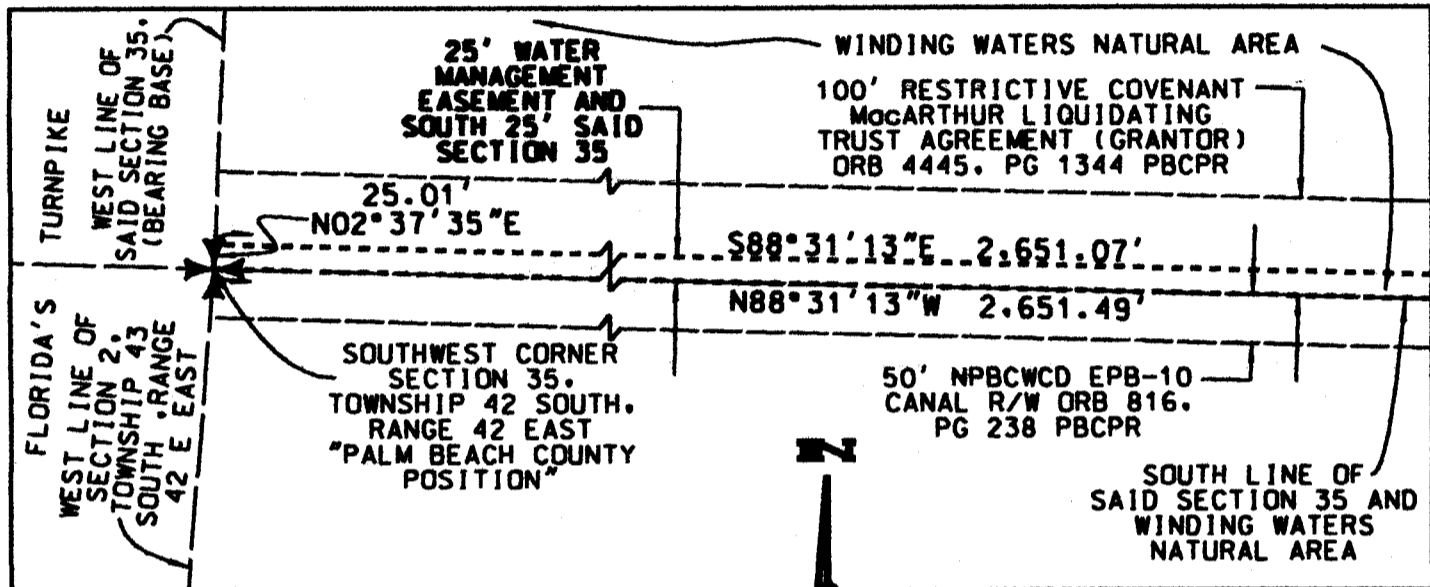 TURNPIKE
WEST LINE OF
SAID SECTION 35.
(BEARING BASE)
25' WATER
MANAGEMENT
EASEMENT AND
SOUTH 25' SAID
SECTION 35
WINDING WATERS NATURAL AREA
100' RESTRICTIVE COVENANT
MacARTHUR LIQUIDATING
TRUST AGREEMENT (GRANTOR)
ORB 4445. PG 1344 PBCPR
25.01'
N02°37'35"E
S88°31'13"E 2,651.07'
N88°31'13"W 2,651.49'
FLORIDA'S
WEST LINE OF
SECTION 2,
TOWNSHIP 43
SOUTH ,RANGE
42 E EAST
SOUTHWEST CORNER
SECTION 35.
TOWNSHIP 42 SOUTH.
RANGE 42 EAST
"PALM BEACH COUNTY
POSITION"
50' NPBCWCD EPB-10
CANAL R/W ORB 816.
PG 238 PBCPR
N
SOUTH LINE OF
SAID SECTION 35 AND
WINDING WATERS
NATURAL AREA